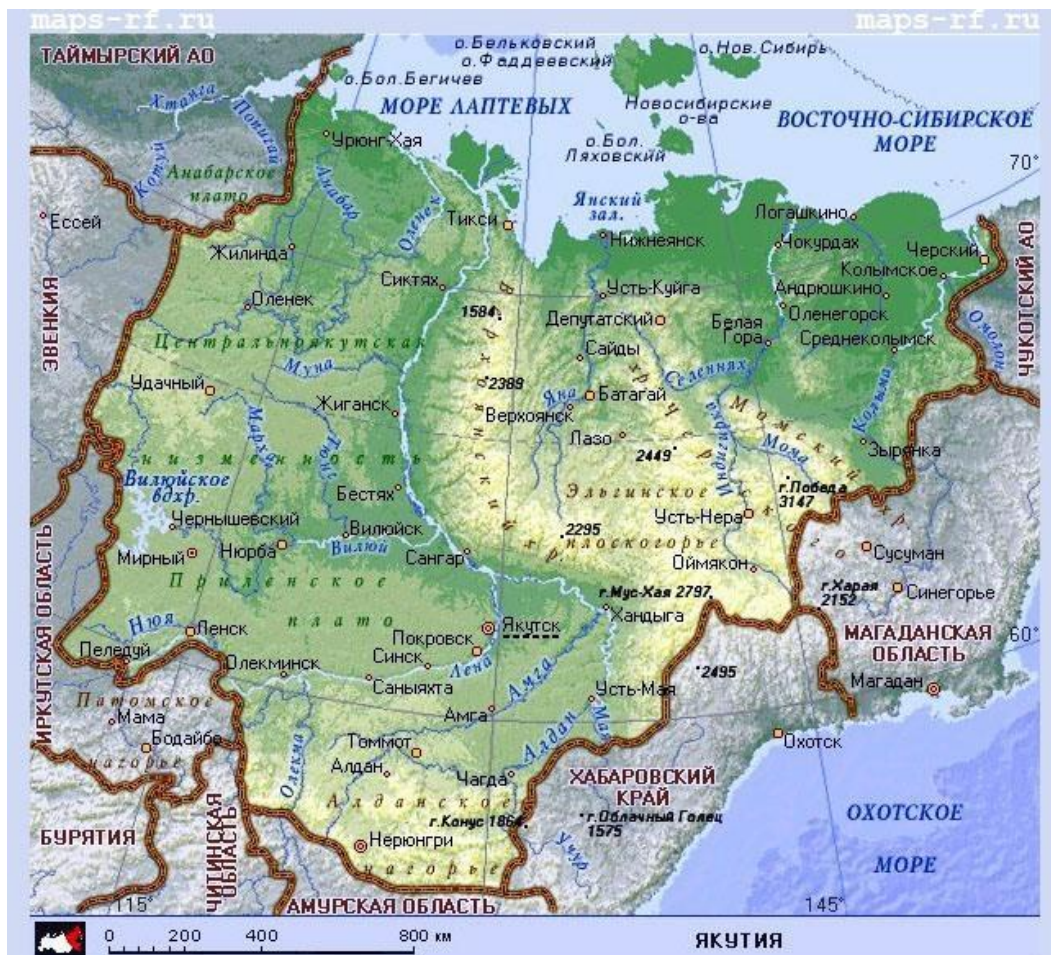 maps-rf.ru maps-rf.ru
ТАЙМЫРСКИЙ АО
о.Бельковский
о.Фаддеевский
о.Нов.Сибирь
о.Бол.Бегичев
МОРЕ ЛАПТЕВЫХ
Новосибирские
о-ва
ВОСТОЧНО-СИБИРСКОЕ
МОРЕ
Хтанга
Попигай
Котуй
Урюнг-Хая
о.Бол.
Ляховский
70°
Анабарское
плато
Анабар
Оленек
Ессей
Тикси
Янский
зал.
Нижнеянск
Логашкино
Чокурдах
Черский
Колымское
Жилинда
Сиктях
Усть-Куйга
Андрюшкино
Оленек
1584
Депутатский
Белая
Гора
Оленегорск
Среднеколымск
Омолон
ЧУКОТСКИЙ АО
ЭВЕНКИЯ
Центральноякутская
низменность
Муна
Сайды
Селеннях
Удачный
2389
Верхоянский хр.
Яна
Батагай
Верхоянск
Жиганск
Мархара
Тюнг
Лазо
2449
хр. Черского
Индигирка
Момский хр.
Мома
Колыма
Зырянка
Вилюйское
вдхр.
Бестях
Эльгинское
плоскогорье
г.Победа
3147
Чернышевский
Вилюйск
2295
Усть-Нера
Мирный
Нюрба
Вилюй
Сангар
Оймякон
Сусуман
Синегорье
г.Харая
2152
Приленское
плато
г.Мус-Хая 2797
Хандыга
ИРКУТСКАЯ ОБЛАСТЬ
Нюя
Ленск
Якутск
Покровск
МАГАДАНСКАЯ
ОБЛАСТЬ
60°
Пеледуй
Олекминск
Синск
Лена
Амга
2495
Магадан
Саныяхта
Усть-Мая
Патомское
нагорье
Мама
Бодайбо
Амга
Мая
Охотск
Олекма
Томмот
Алдан
Алдан
Чагда
ХАБАРОВСКИЙ
КРАЙ
Алданское
нагорье
г.Конус 1864
г.Облачный Голец
1575
ОХОТСКОЕ
МОРЕ
БУРЯТИЯ
ЧИТИНСКАЯ
ОБЛАСТЬ
Нерюнгри
Учур
115°
АМУРСКАЯ ОБЛАСТЬ
145°
0 200 400 800 км
ЯКУТИЯ